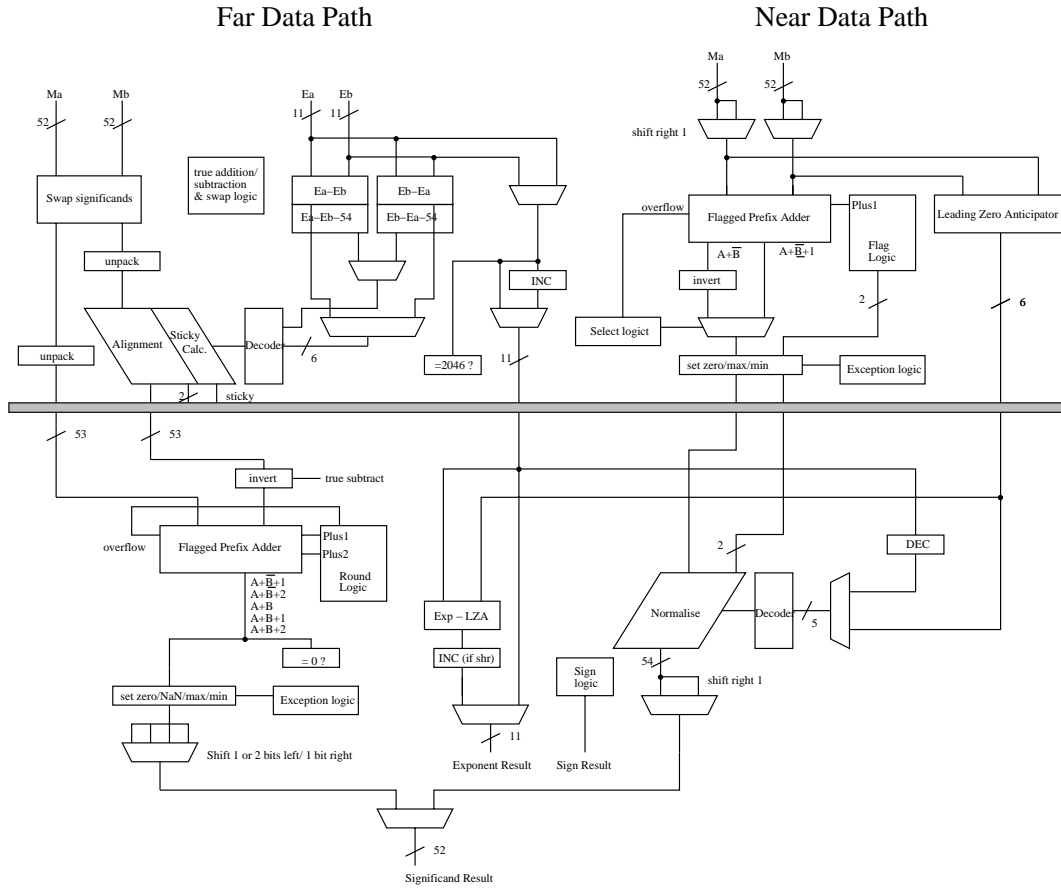 Far Data Path
Near Data Path
Ma
Mb
52
52
Ea
Eb
11
11
Ma
Mb
52
52
shift right 1
Swap significands
true addition/
subtraction
& swap logic
Ea–Eb
Eb–Ea
Ea–Eb–54
Eb–Ea–54
unpack
unpack
Alignment
Sticky
Calc.
Decoder
6
2
sticky
INC
=2046 ?
11
overflow
Flagged Prefix Adder
Plus1
Flag
Logic
Leading Zero Anticipator
A+B̅
A+B̅+1
invert
2
6
Select logict
set zero/max/min
Exception logic
53
53
invert
true subtract
overflow
Flagged Prefix Adder
Plus1
Plus2
Round
Logic
A+B̅+1
A+B̅+2
A+B
A+B+1
A+B+2
= 0 ?
set zero/NaN/max/min
Exception logic
Shift 1 or 2 bits left/ 1 bit right
Exp – LZA
INC (if shr)
11
Exponent Result
Sign
logic
Sign Result
2
DEC
Normalise
Decoder
5
54
shift right 1
52
Significand Result